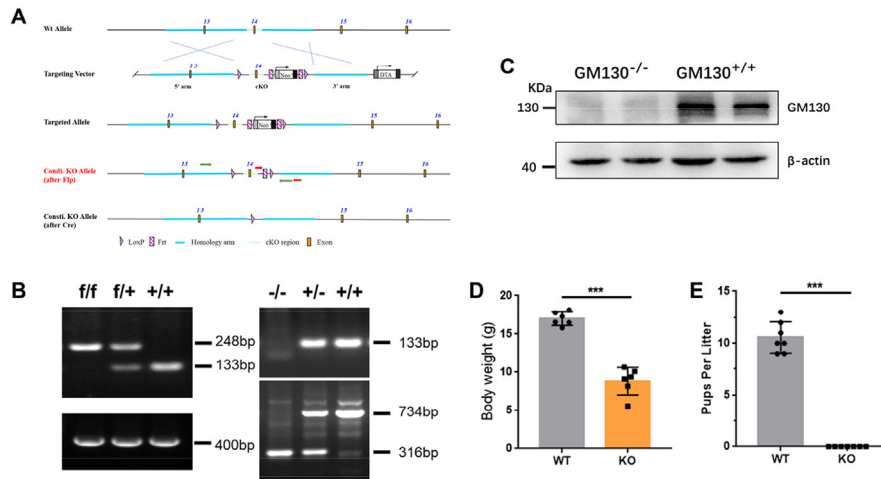 A
13 14 15 16
Wt Allele
13 14
Targeting Vector
Neo DTA
5' arm cKO 3' arm
13 14 15 16
Targeted Allele
Neo
13 14 15 16
Condi. KO Allele
(after Flp)
13 15 16
Consti. KO Allele
(after Cre)
LoxP Frt Homology arm cKO region Exon
B
f/f f/+ +/+
248bp
133bp
400bp
-/- +/- +/+
133bp
734bp
316bp
C
KDa GM130-/- GM130+/+
130 GM130
40 β-actin
D
***
Body weight (g)
20
15
10
5
0
WT KO
E
***
Pups Per Litter
15
10
5
0
WT KO